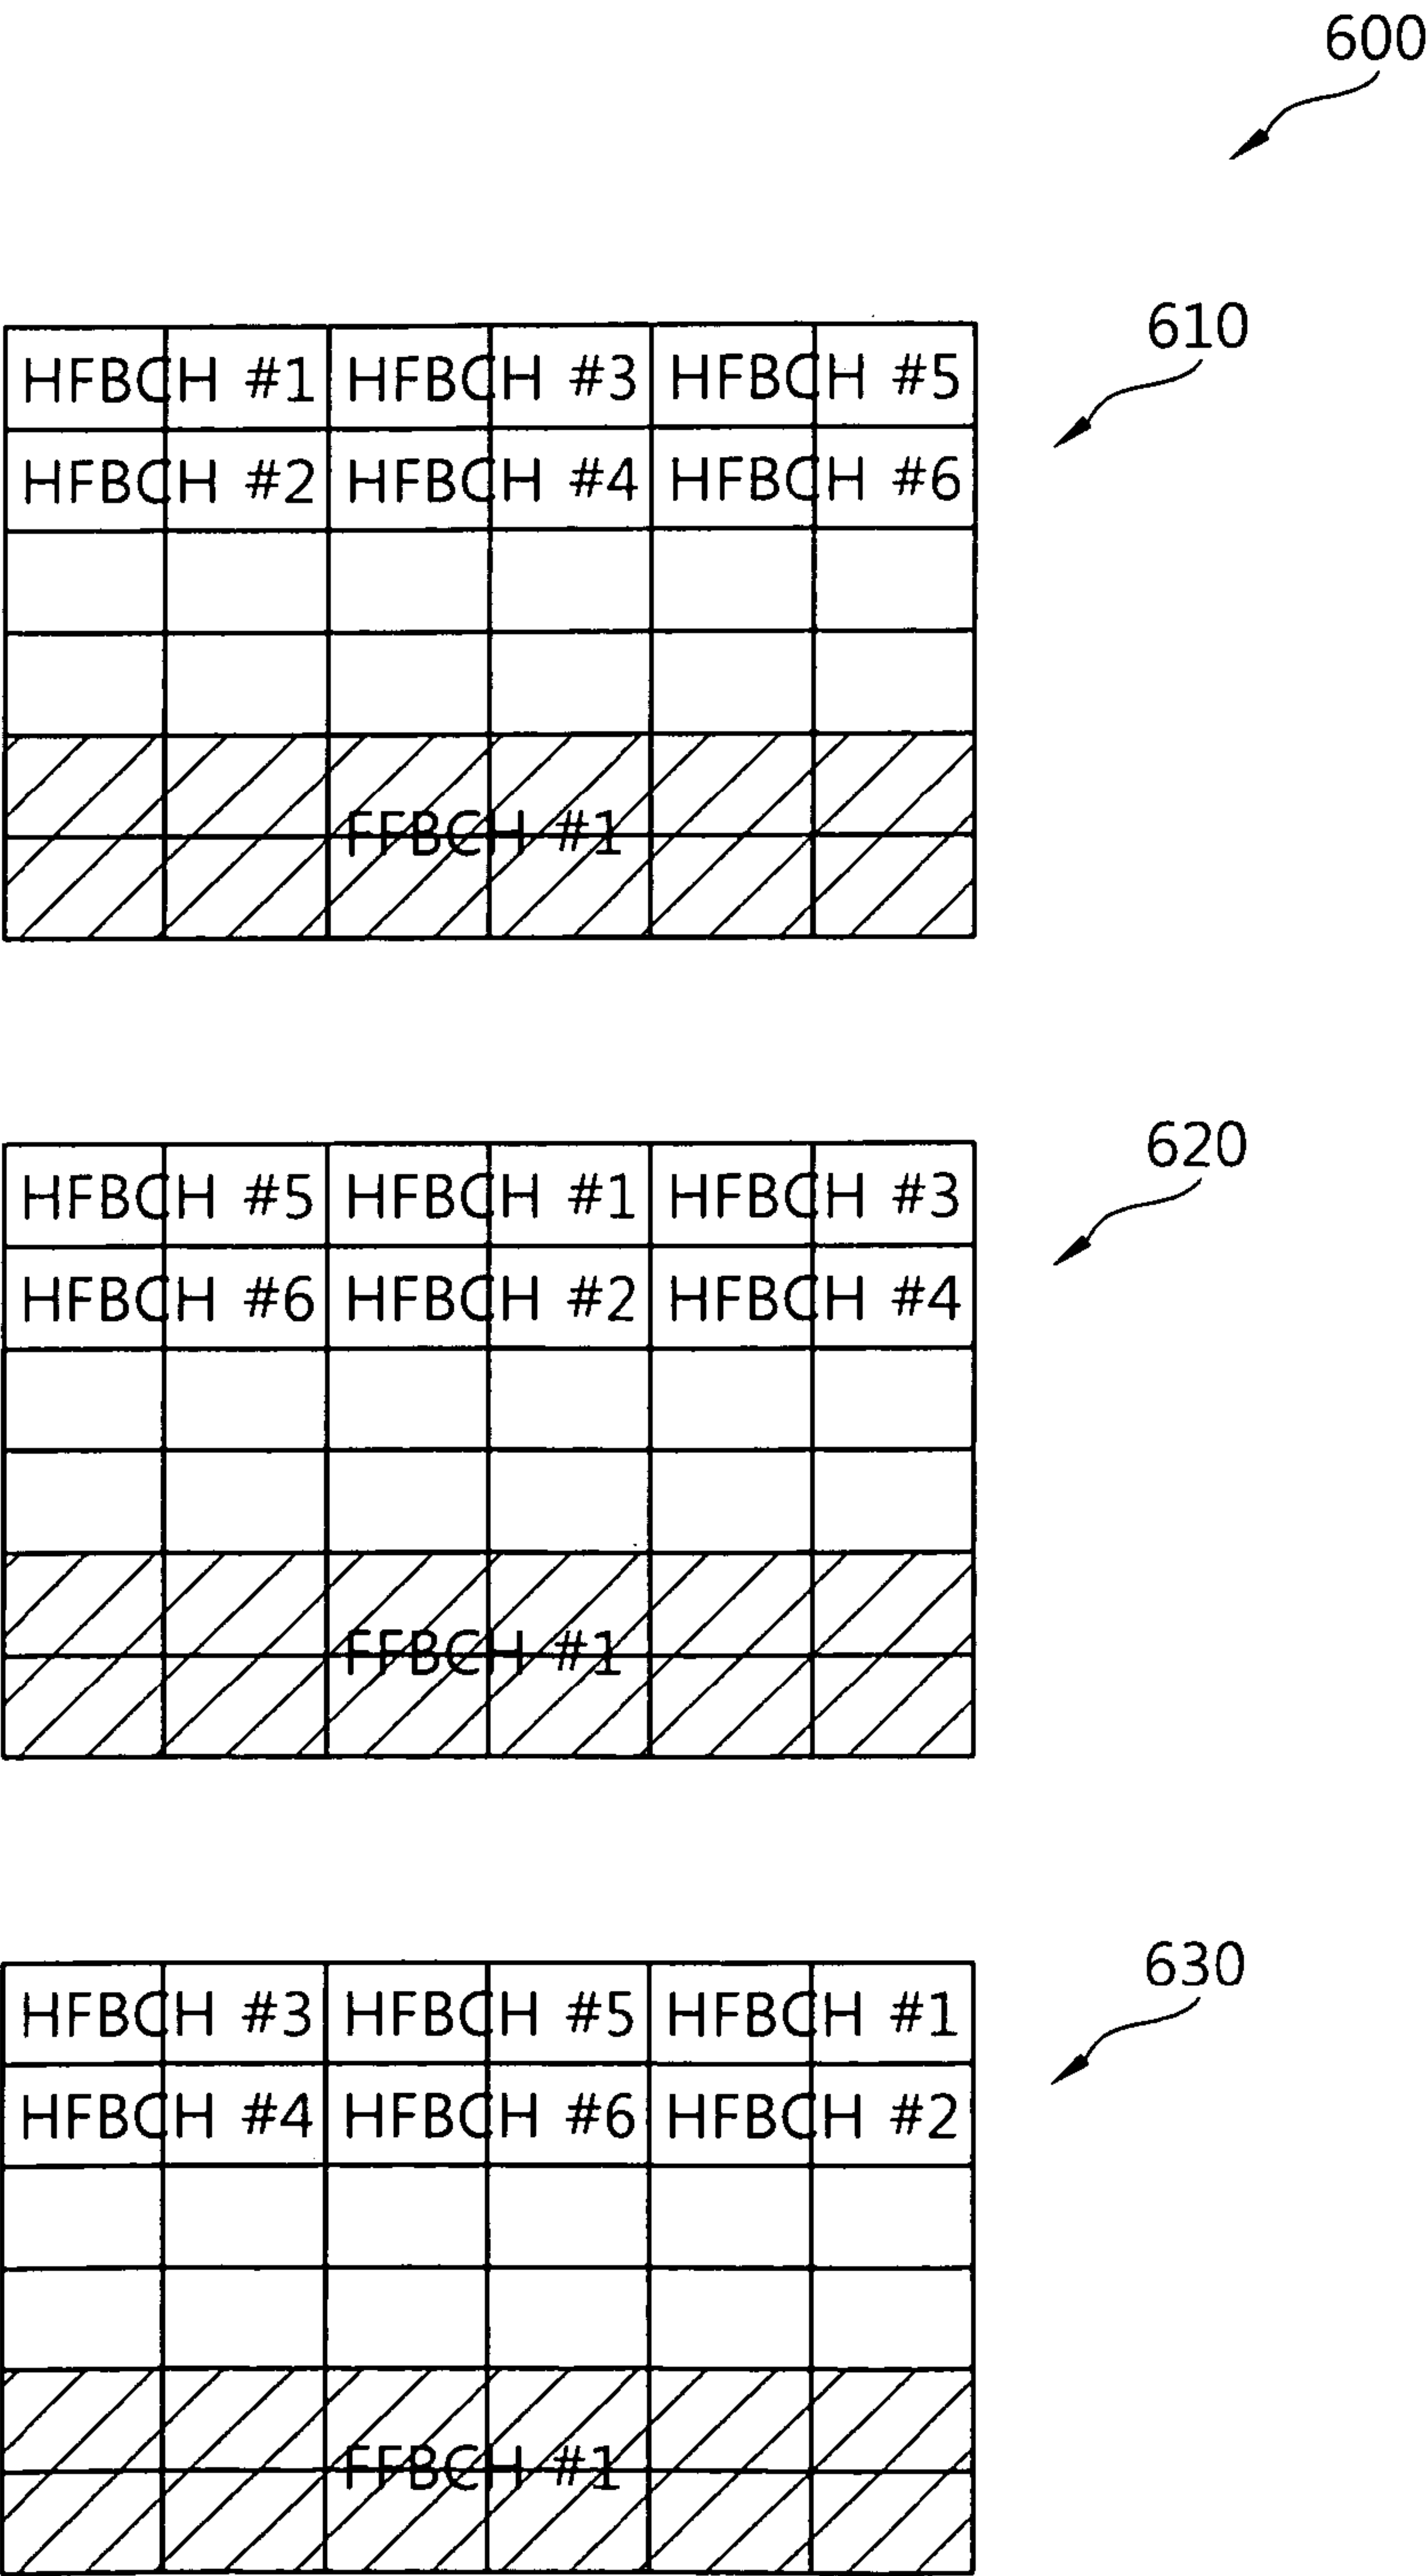 600
610
HFBCH #1 HFBCH #3 HFBCH #5
HFBCH #2 HFBCH #4 HFBCH #6
FFBCH #1
620
HFBCH #5 HFBCH #1 HFBCH #3
HFBCH #6 HFBCH #2 HFBCH #4
FFBCH #1
630
HFBCH #3 HFBCH #5 HFBCH #1
HFBCH #4 HFBCH #6 HFBCH #2
FFBCH #1